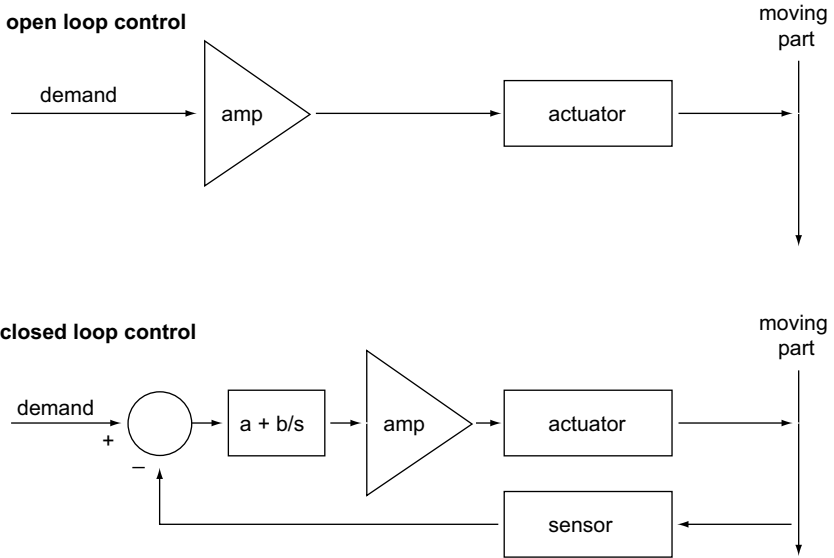 open loop control
moving
part
demand
amp
actuator
closed loop control
moving
part
demand
+
–
a + b/s
amp
actuator
sensor